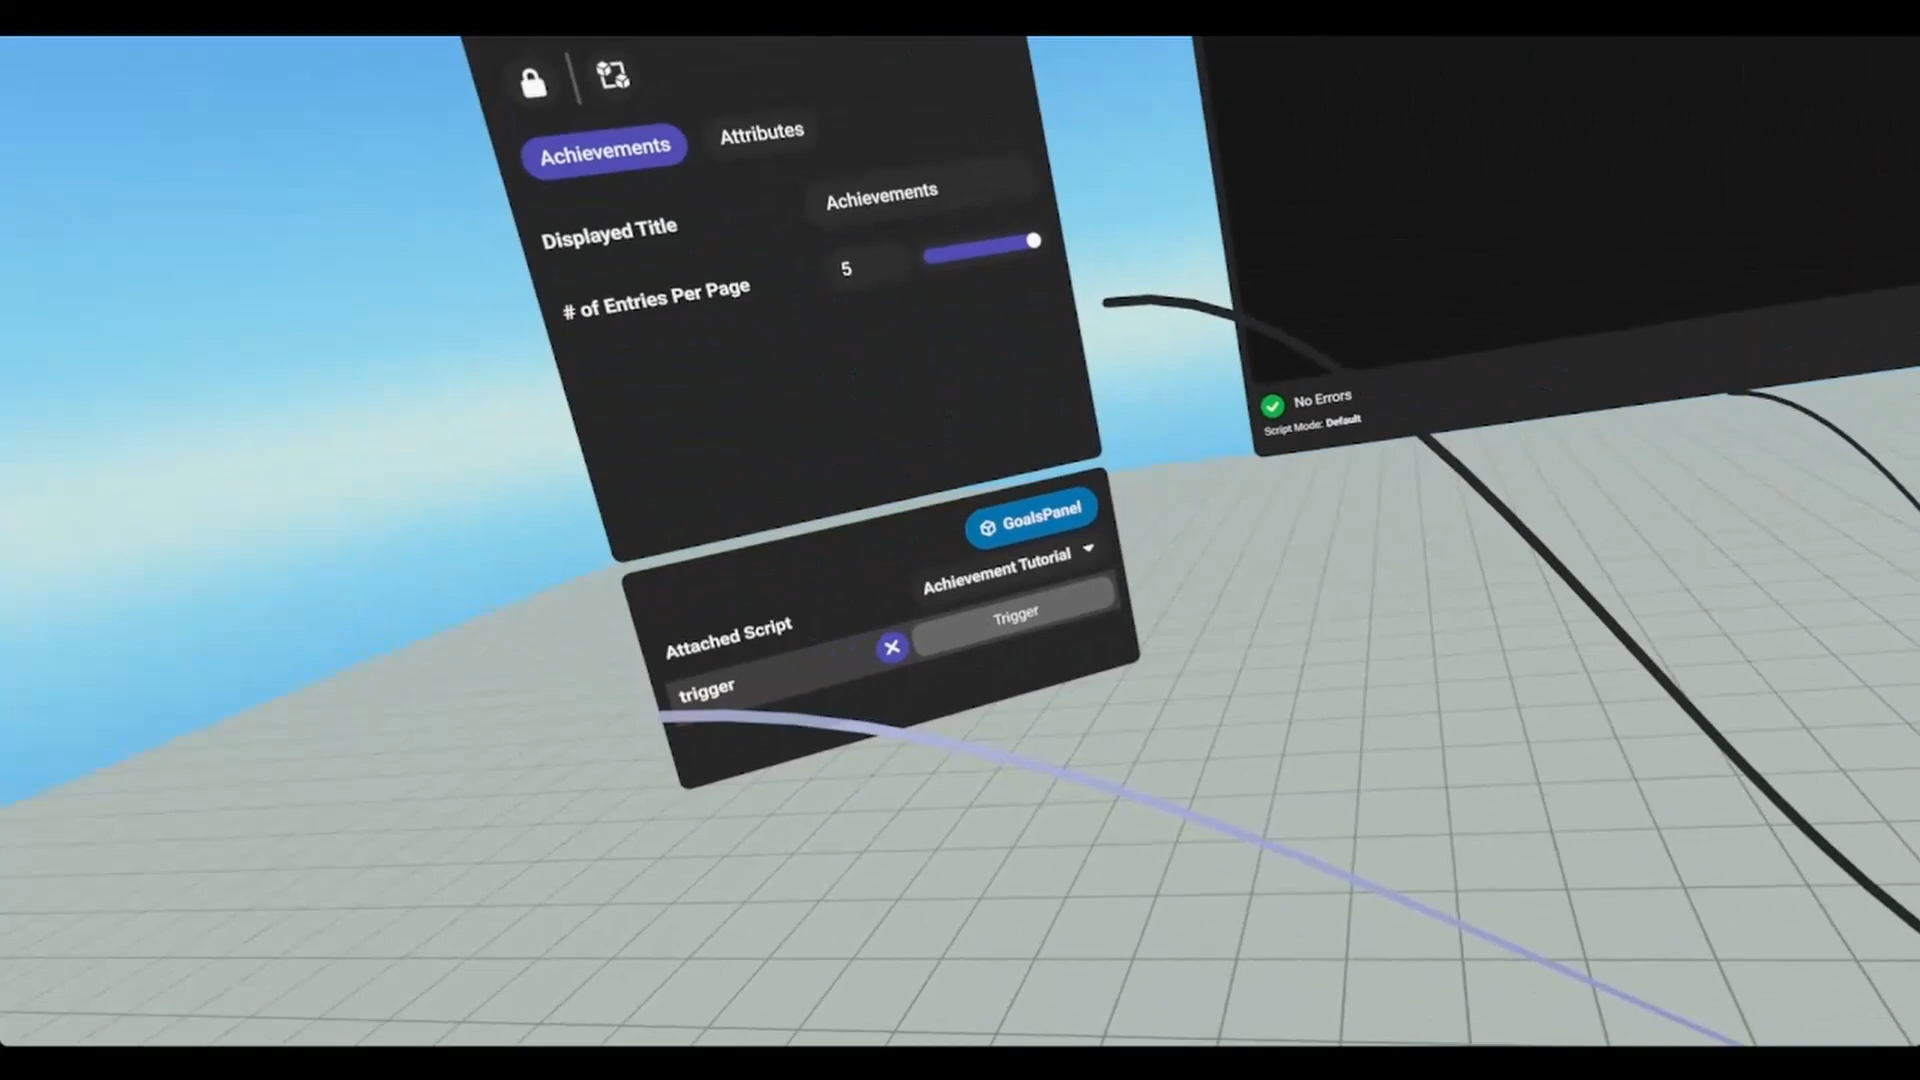 Achievements
Attributes
Displayed Title
Achievements
# of Entries Per Page
5
GoalsPanel
Attached Script
Achievement Tutorial
trigger
Trigger
No Errors
Script Mode: Default